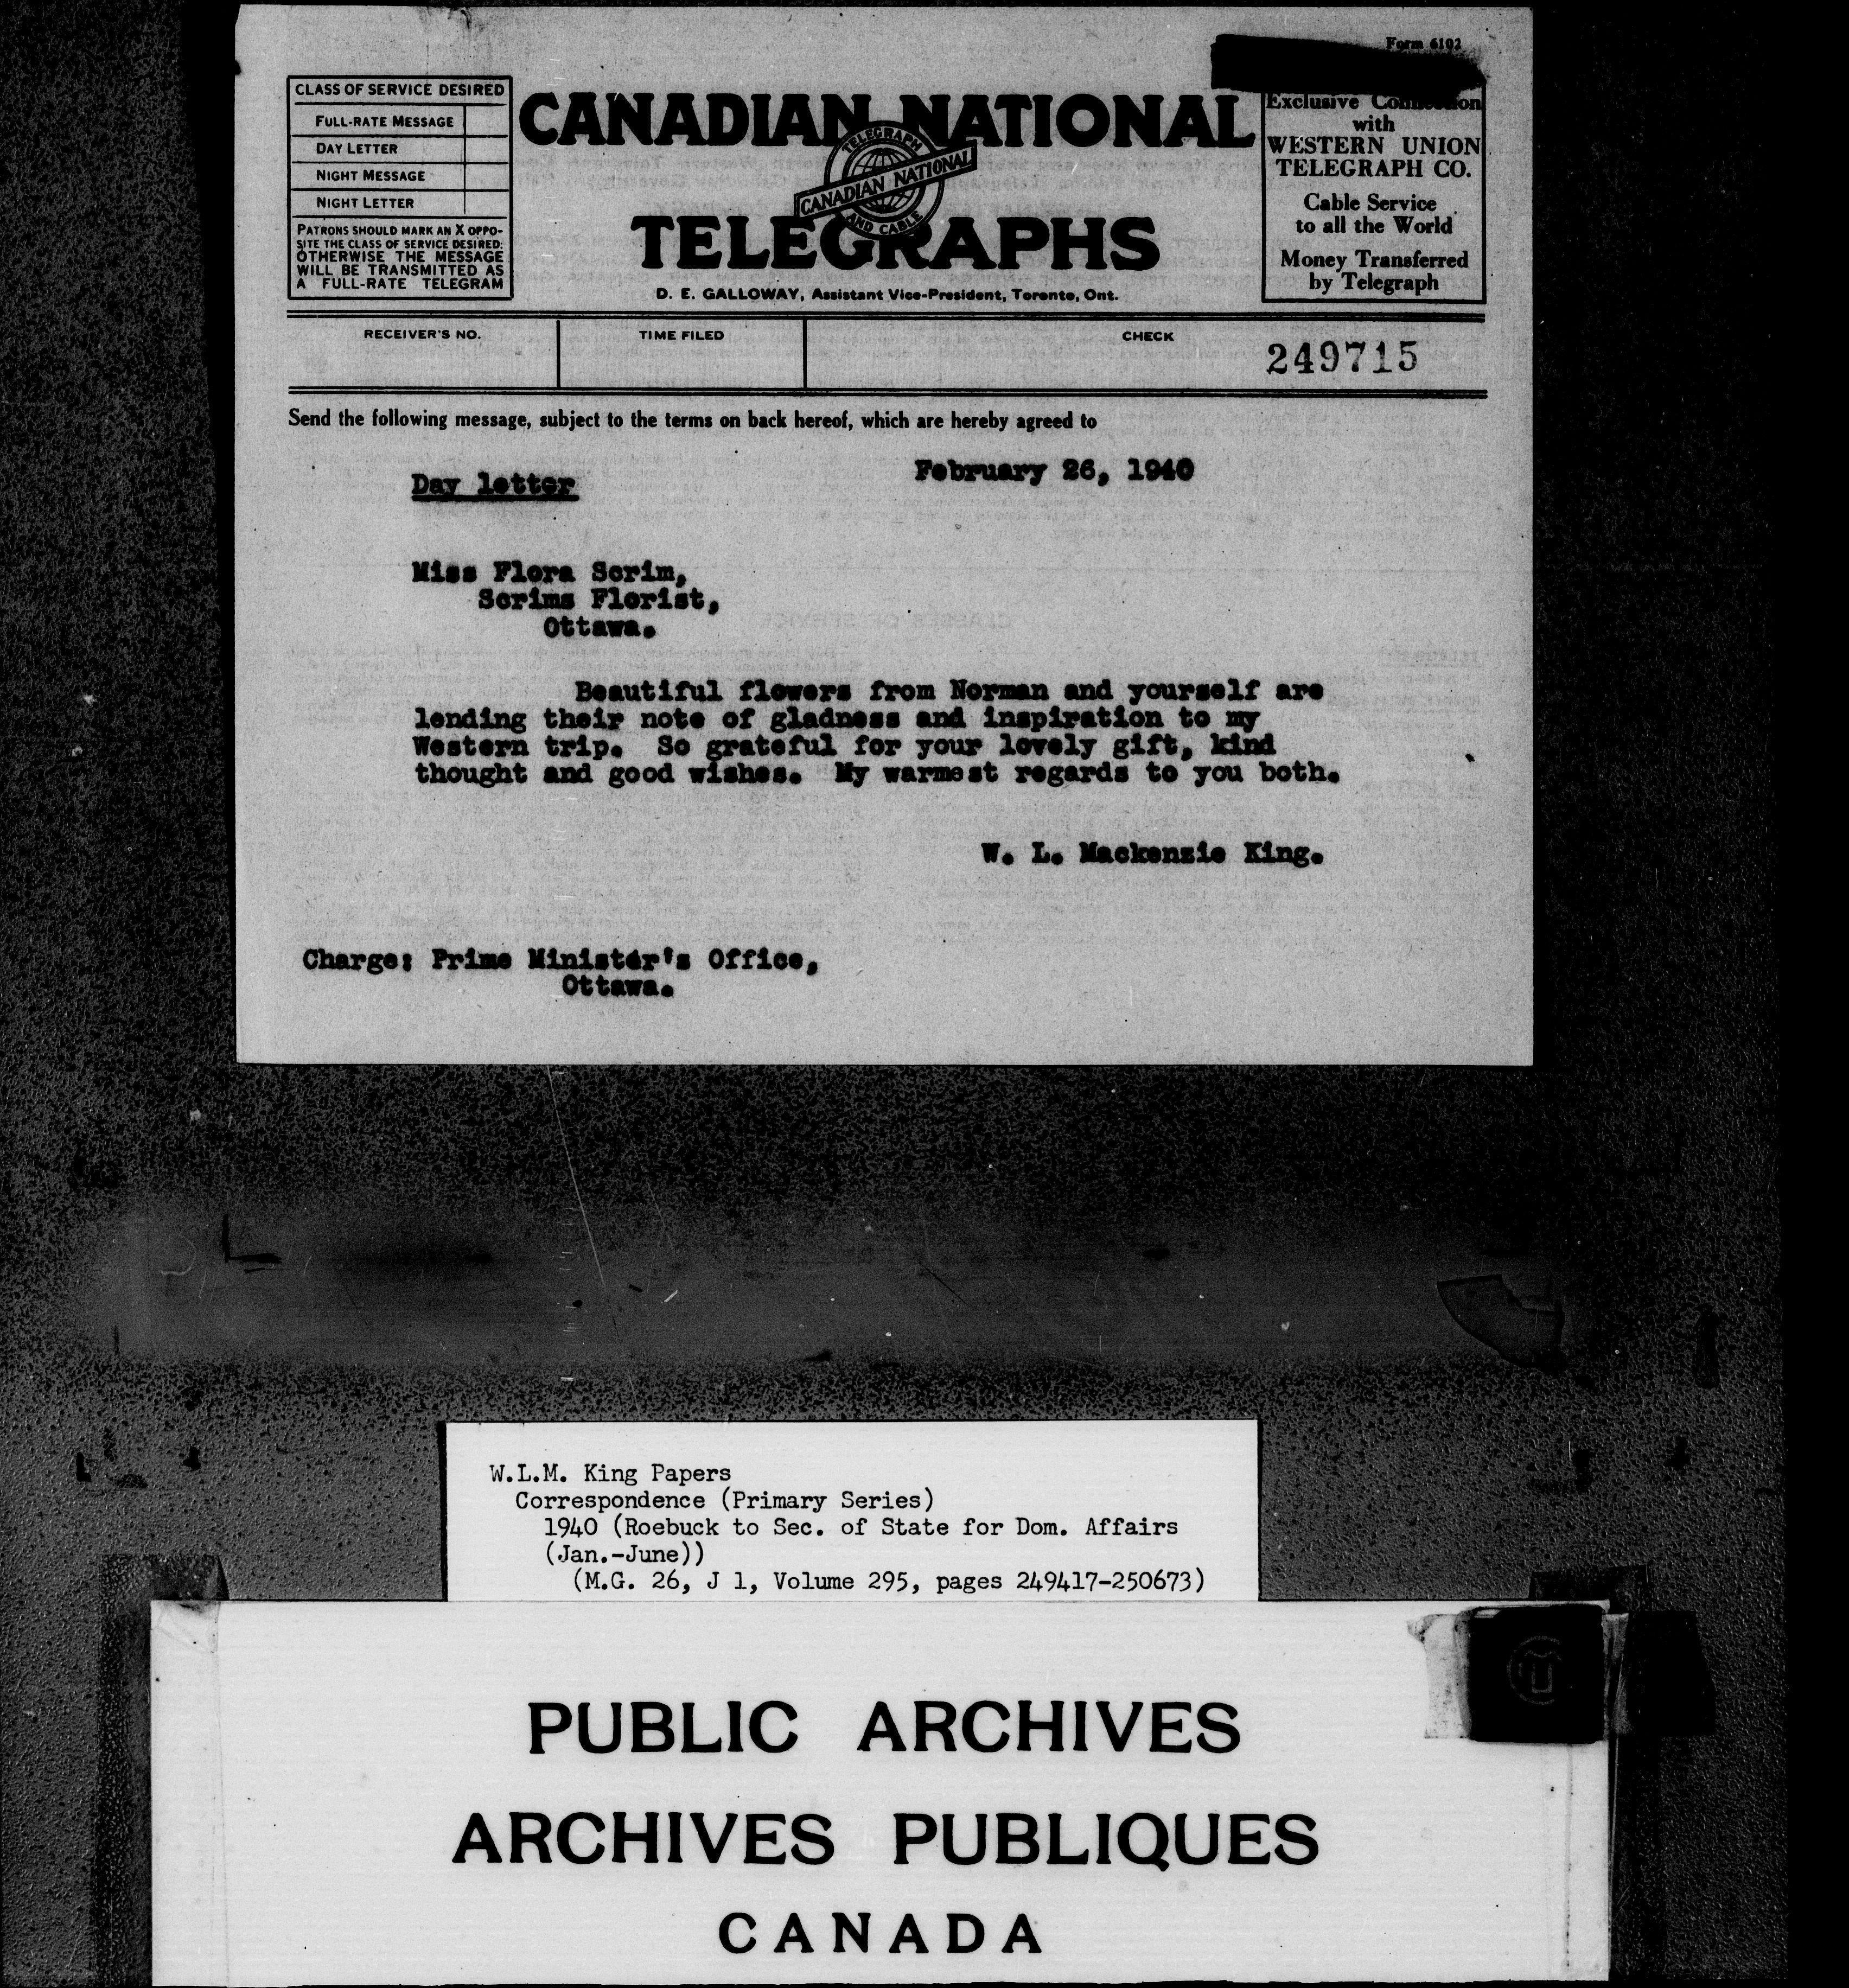 Form 6102
CLASS OF SERVICE DESIRED
FULL-RATE MESSAGE
DAY LETTER
NIGHT MESSAGE
NIGHT LETTER
PATRONS SHOULD MARK AN X OPPO-
SITE THE CLASS OF SERVICE DESIRED:
OTHERWISE THE MESSAGE
WILL BE TRANSMITTED AS
A FULL-RATE TELEGRAM
CANADIAN NATIONAL
TELEGRAPH
CANADIAN NATIONAL
AND CABLE
TELEGRAPHS
D. E. GALLOWAY, Assistant Vice-President, Toronto, Ont.
Exclusive Connection
with
WESTERN UNION
TELEGRAPH CO.
Cable Service
to all the World
Money Transferred
by Telegraph
RECEIVER'S NO.
TIME FILED
CHECK
249715
Send the following message, subject to the terms on back hereof, which are hereby agreed to
February 26, 1940
Day letter
Miss Flora Scrim,
Scrims Florist,
Ottawa.
Beautiful flowers from Norman and yourself are
lending their note of gladness and inspiration to my
Western trip. So grateful for your lovely gift, kind
thought and good wishes. My warmest regards to you both.
W. L. Mackenzie King.
Charge: Prime Minister's Office,
Ottawa.
W.L.M. King Papers
Correspondence (Primary Series)
1940 (Roebuck to Sec. of State for Dom. Affairs
(Jan.-June))
(M.G. 26, J 1, Volume 295, pages 249417-250673)
PUBLIC ARCHIVES
ARCHIVES PUBLIQUES
CANADA